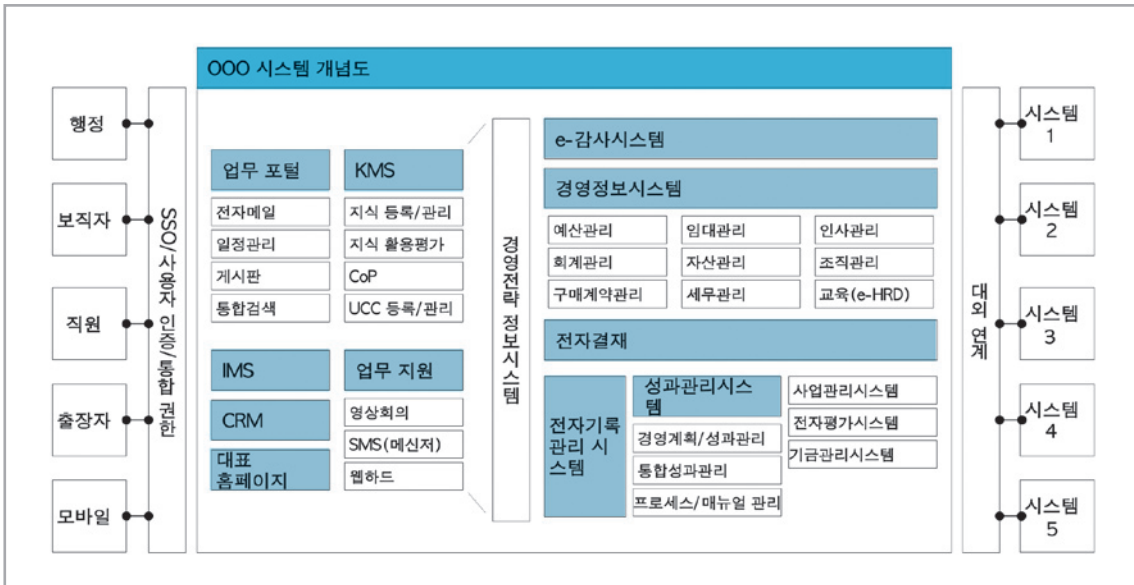 OOO 시스템 개념도
행정
보직자
직원
출장자
모바일
SSO/사용자 인증/통합 권한
업무 포털
전자메일
일정관리
게시판
통합검색
KMS
지식 등록/관리
지식 활용평가
CoP
UCC 등록/관리
IMS
CRM
대표
홈페이지
업무 지원
영상회의
SMS(메신저)
웹하드
경영전략 정보시스템
e-감사시스템
경영정보시스템
예산관리
임대관리
인사관리
회계관리
자산관리
조직관리
구매계약관리
세무관리
교육(e-HRD)
전자결재
전자기록
관리 시
스템
성과관리시스
템
경영계획/성과관리
통합성과관리
프로세스/매뉴얼 관리
사업관리시스템
전자평가시스템
기금관리시스템
대외 연계
시스템
1
시스템
2
시스템
3
시스템
4
시스템
5